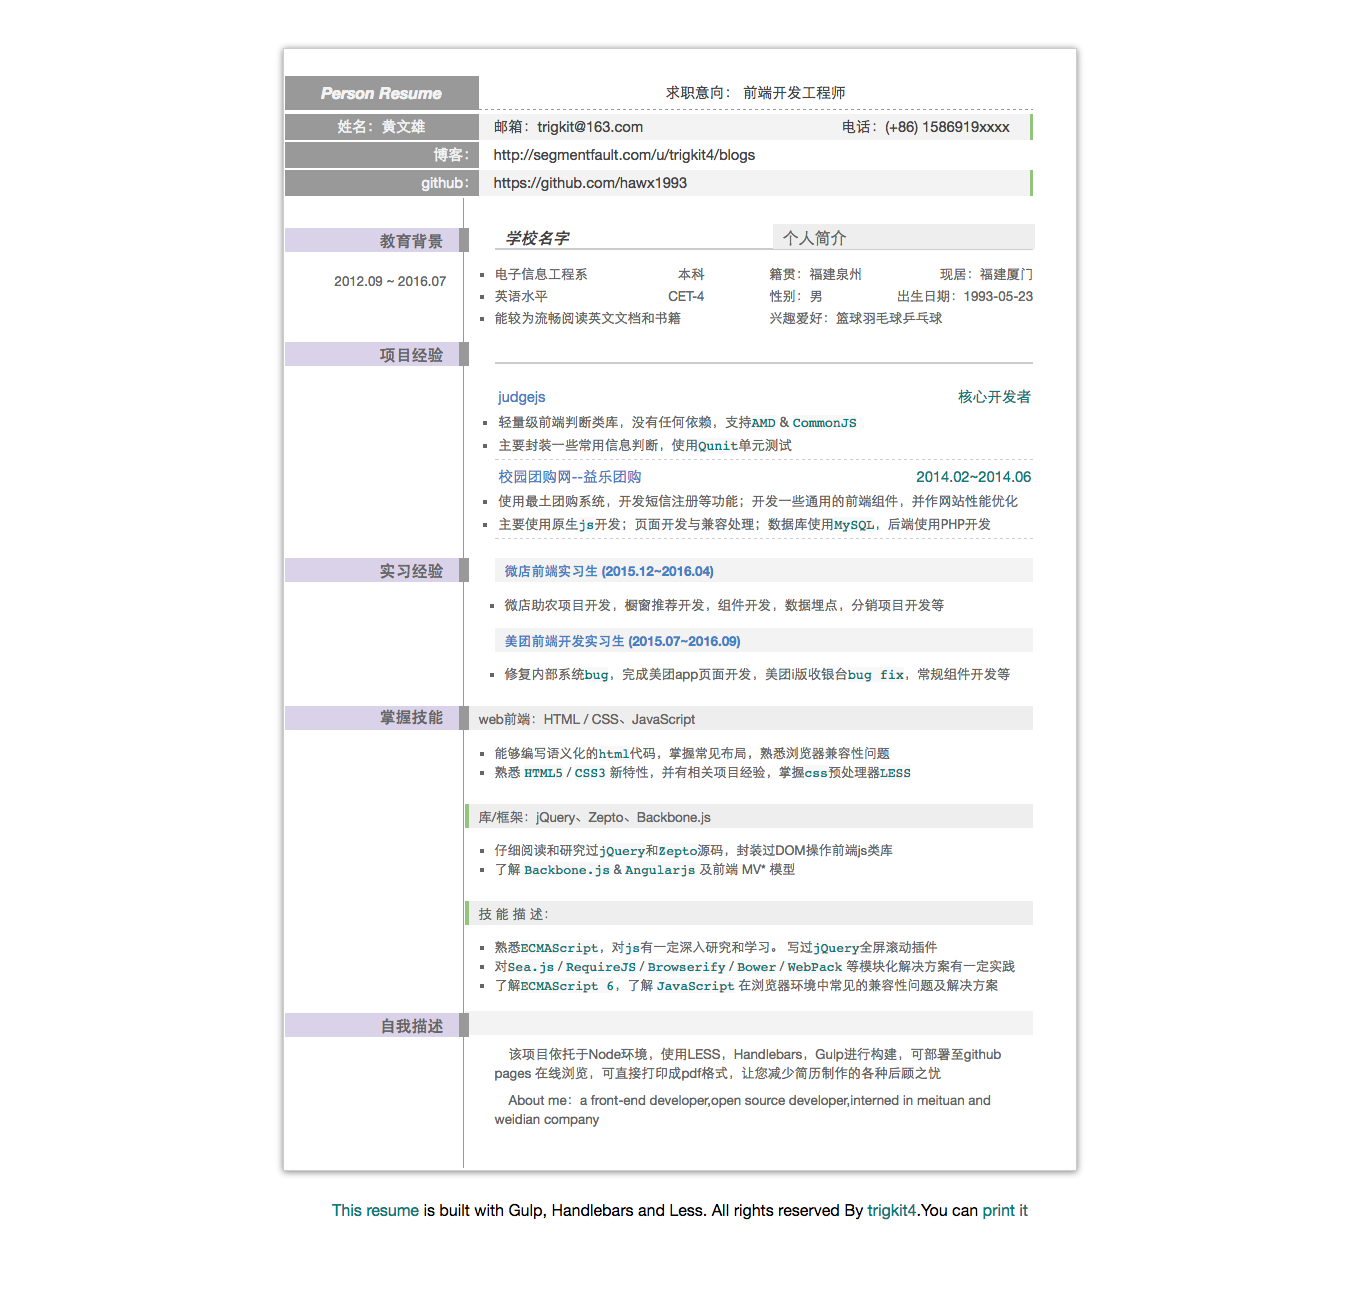 Person Resume 求职意向： 前端开发工程师
姓名：黄文雄 邮箱：trigkit@163.com 电话：(+86) 1586919xxxx
博客： http://segmentfault.com/u/trigkit4/blogs
github： https://github.com/hawx1993
教育背景 学校名字 个人简介
2012.09 ~ 2016.07 电子信息工程系 本科 籍贯：福建泉州 现居：福建厦门
英语水平 CET-4 性别：男 出生日期：1993-05-23
能较为流畅阅读英文文档和书籍 兴趣爱好：篮球羽毛球乒乓球
项目经验
judgejs 核心开发者
轻量级前端判断类库，没有任何依赖，支持AMD & CommonJS
主要封装一些常用信息判断，使用Qunit单元测试
校园团购网--益乐团购 2014.02~2014.06
使用最土团购系统，开发短信注册等功能；开发一些通用的前端组件，并作网站性能优化
主要使用原生js开发；页面开发与兼容处理；数据库使用MySQL，后端使用PHP开发
实习经验 微店前端实习生 (2015.12~2016.04)
微店助农项目开发，橱窗推荐开发，组件开发，数据埋点，分销项目开发等
美团前端开发实习生 (2015.07~2016.09)
修复内部系统bug，完成美团app页面开发，美团i版收银台bug fix，常规组件开发等
掌握技能 web前端：HTML / CSS、JavaScript
能够编写语义化的html代码，掌握常见布局，熟悉浏览器兼容性问题
熟悉 HTML5 / CSS3 新特性，并有相关项目经验，掌握css预处理器LESS
库/框架：jQuery、Zepto、Backbone.js
仔细阅读和研究过jQuery和Zepto源码，封装过DOM操作前端js类库
了解 Backbone.js & Angularjs 及前端 MV* 模型
技 能 描 述：
熟悉ECMAScript，对js有一定深入研究和学习。 写过jQuery全屏滚动插件
对Sea.js / RequireJS / Browserify / Bower / WebPack 等模块化解决方案有一定实践
了解ECMAScript 6，了解 JavaScript 在浏览器环境中常见的兼容性问题及解决方案
自我描述
该项目依托于Node环境，使用LESS，Handlebars，Gulp进行构建，可部署至github
pages 在线浏览，可直接打印成pdf格式，让您减少简历制作的各种后顾之忧
About me：a front-end developer,open source developer,interned in meituan and
weidian company
This resume is built with Gulp, Handlebars and Less. All rights reserved By trigkit4.You can print it